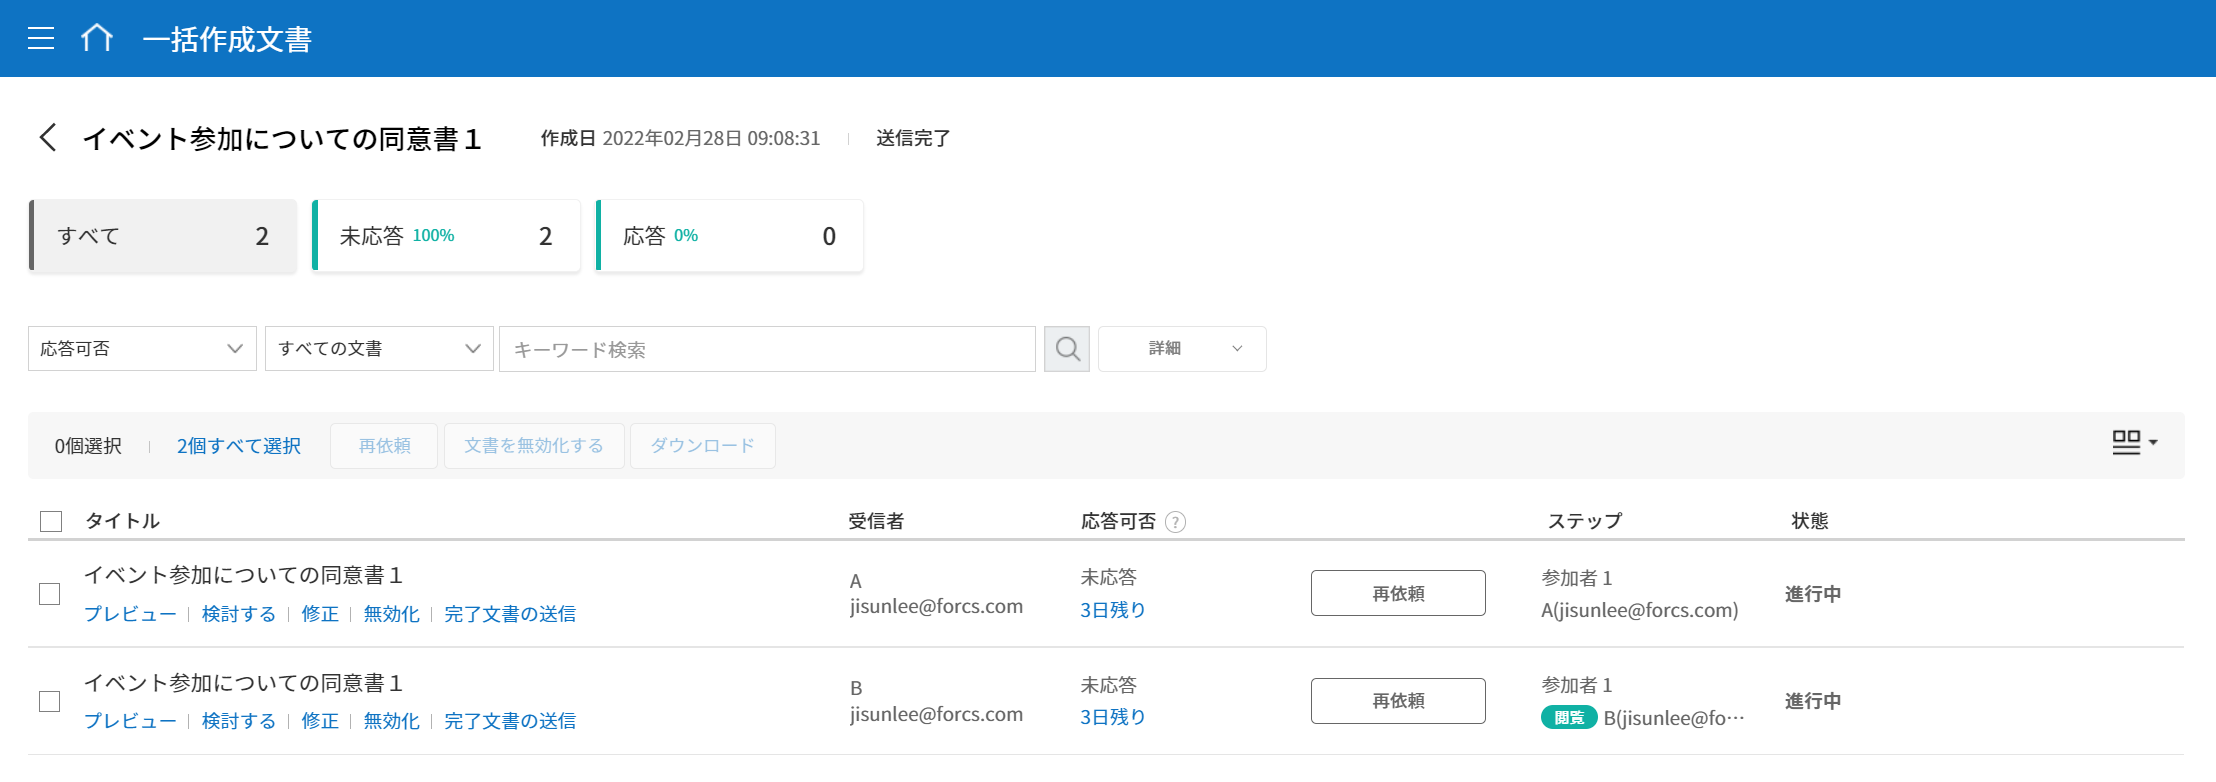 一括作成文書
イベント参加についての同意書１ 作成日 2022年02月28日 09:08:31 送信完了
すべて 2 未応答 100% 2 応答 0% 0
応答可否 すべての文書 キーワード検索 詳細
0個選択 2個すべて選択 再依頼 文書を無効化する ダウンロード
タイトル 受信者 応答可否 ? ステップ 状態
イベント参加についての同意書１ A 未応答 再依頼 参加者 1 進行中
プレビュー 検討する 修正 無効化 完了文書の送信 jisunlee@forcs.com 3日残り A(jisunlee@forcs.com)
イベント参加についての同意書１ B 未応答 再依頼 参加者 1 進行中
プレビュー 検討する 修正 無効化 完了文書の送信 jisunlee@forcs.com 3日残り 閲覧 B(jisunlee@fo…